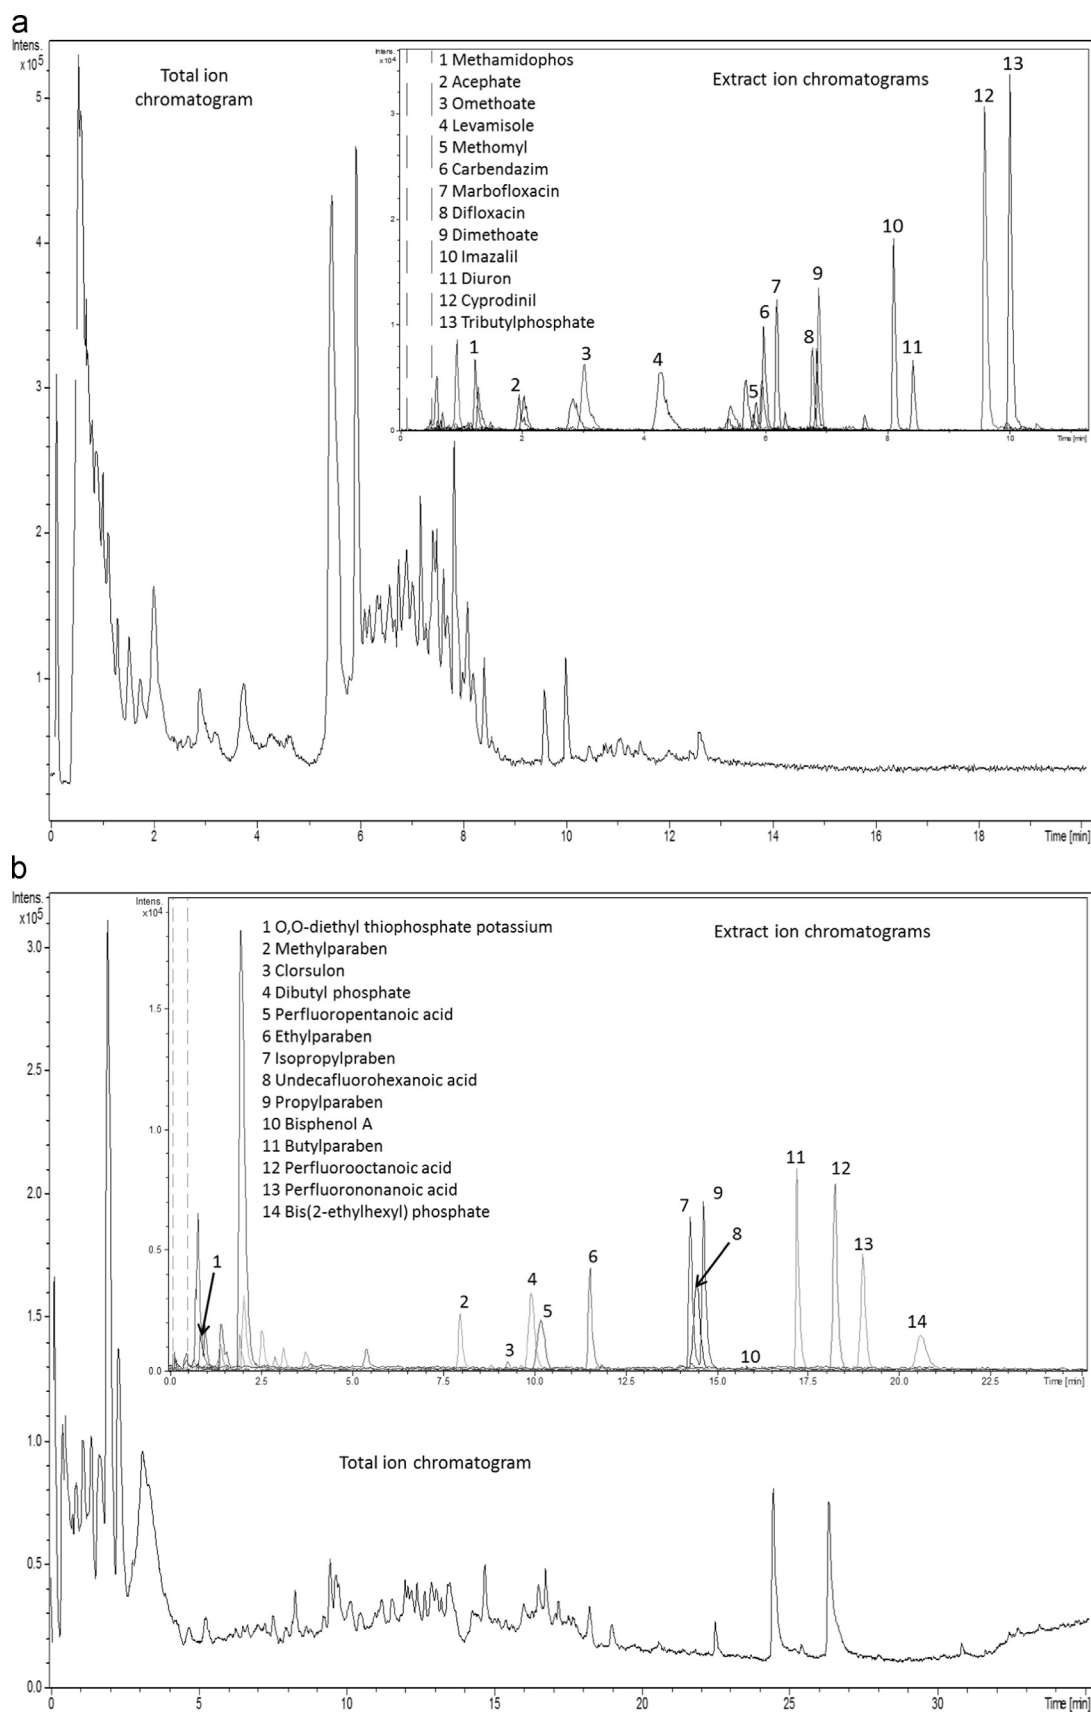 a
Intens.
x10⁵
Total ion
chromatogram
5
4
3
2
1
Intens.
x10⁴
3
2
1
0
1 Methamidophos
2 Acephate
3 Omethoate
4 Levamisole
5 Methomyl
6 Carbendazim
7 Marbofloxacin
8 Difloxacin
9 Dimethoate
10 Imazalil
11 Diuron
12 Cyprodinil
13 Tributylphosphate
Extract ion chromatograms
1 2 3 4 5 6 7 8 9 10 11 12 13
0 2 4 6 8 10 Time [min]
0 2 4 6 8 10 12 14 16 18 Time [min]
b
Intens.
x10⁵
3.0
2.5
2.0
1.5
1.0
0.5
0.0
Intens.
x10⁴
1.5
1.0
0.5
0.0
1 O,O-diethyl thiophosphate potassium
2 Methylparaben
3 Clorsulon
4 Dibutyl phosphate
5 Perfluoropentanoic acid
6 Ethylparaben
7 Isopropylpraben
8 Undecafluorohexanoic acid
9 Propylparaben
10 Bisphenol A
11 Butylparaben
12 Perfluorooctanoic acid
13 Perfluorononanoic acid
14 Bis(2-ethylhexyl) phosphate
Extract ion chromatograms
1 2 3 4 5 6 7 8 9 10 11 12 13 14
0.0 2.5 5.0 7.5 10.0 12.5 15.0 17.5 20.0 22.5 Time [min]
Total ion chromatogram
0 5 10 15 20 25 30 Time [min]